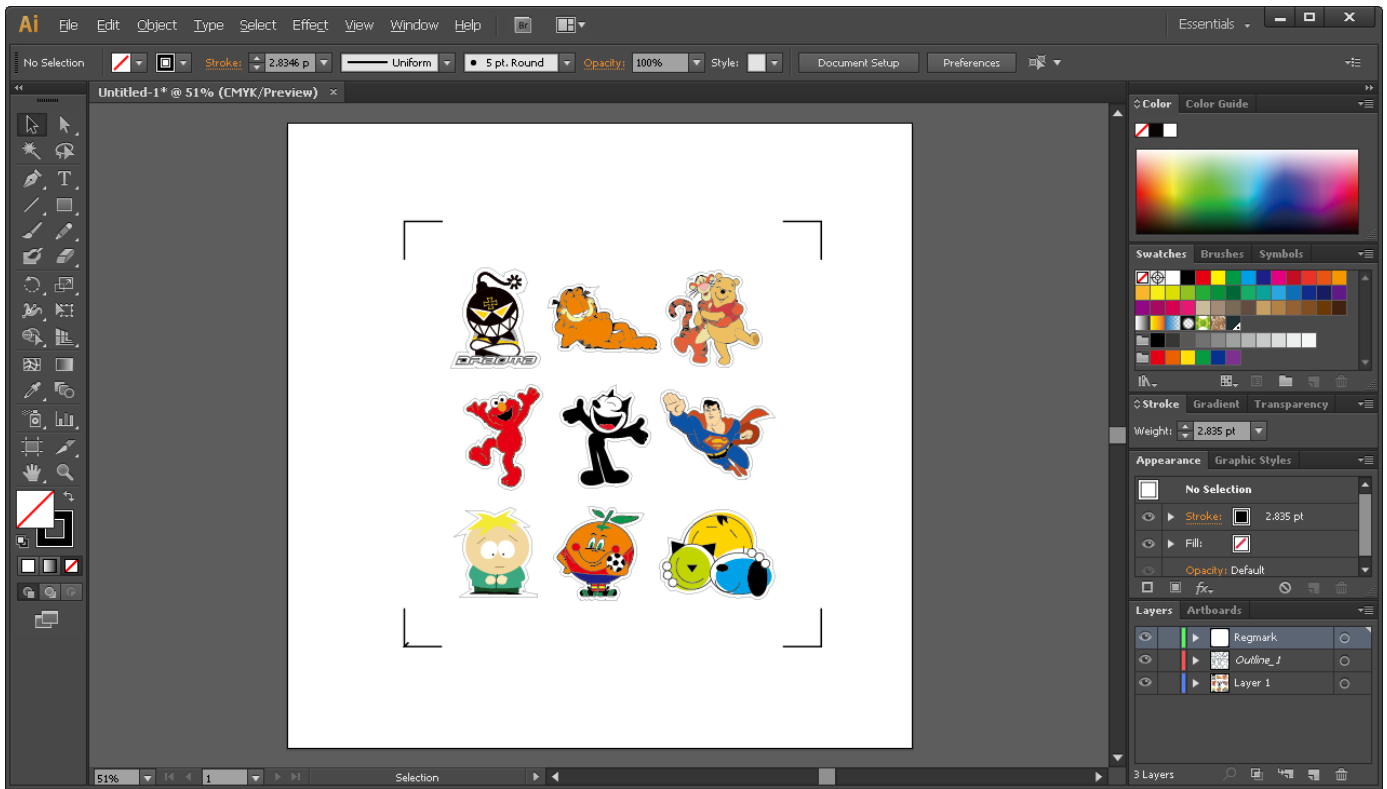 Ai File Edit Object Type Select Effect View Window Help Br Essentials
No Selection Stroke: 2.8346 p Uniform 5 pt. Round Opacity: 100% Style: Document Setup Preferences
Untitled-1* @ 51% (CMYK/Preview) ×
Color Color Guide
Swatches Brushes Symbols
Stroke Gradient Transparency
Weight: 2.835 pt
Appearance Graphic Styles
No Selection
Stroke: 2.835 pt
Fill:
Opacity: Default
fx
Layers Artboards
Regmark
Outline_1
Layer 1
3 Layers
51% 1 Selection